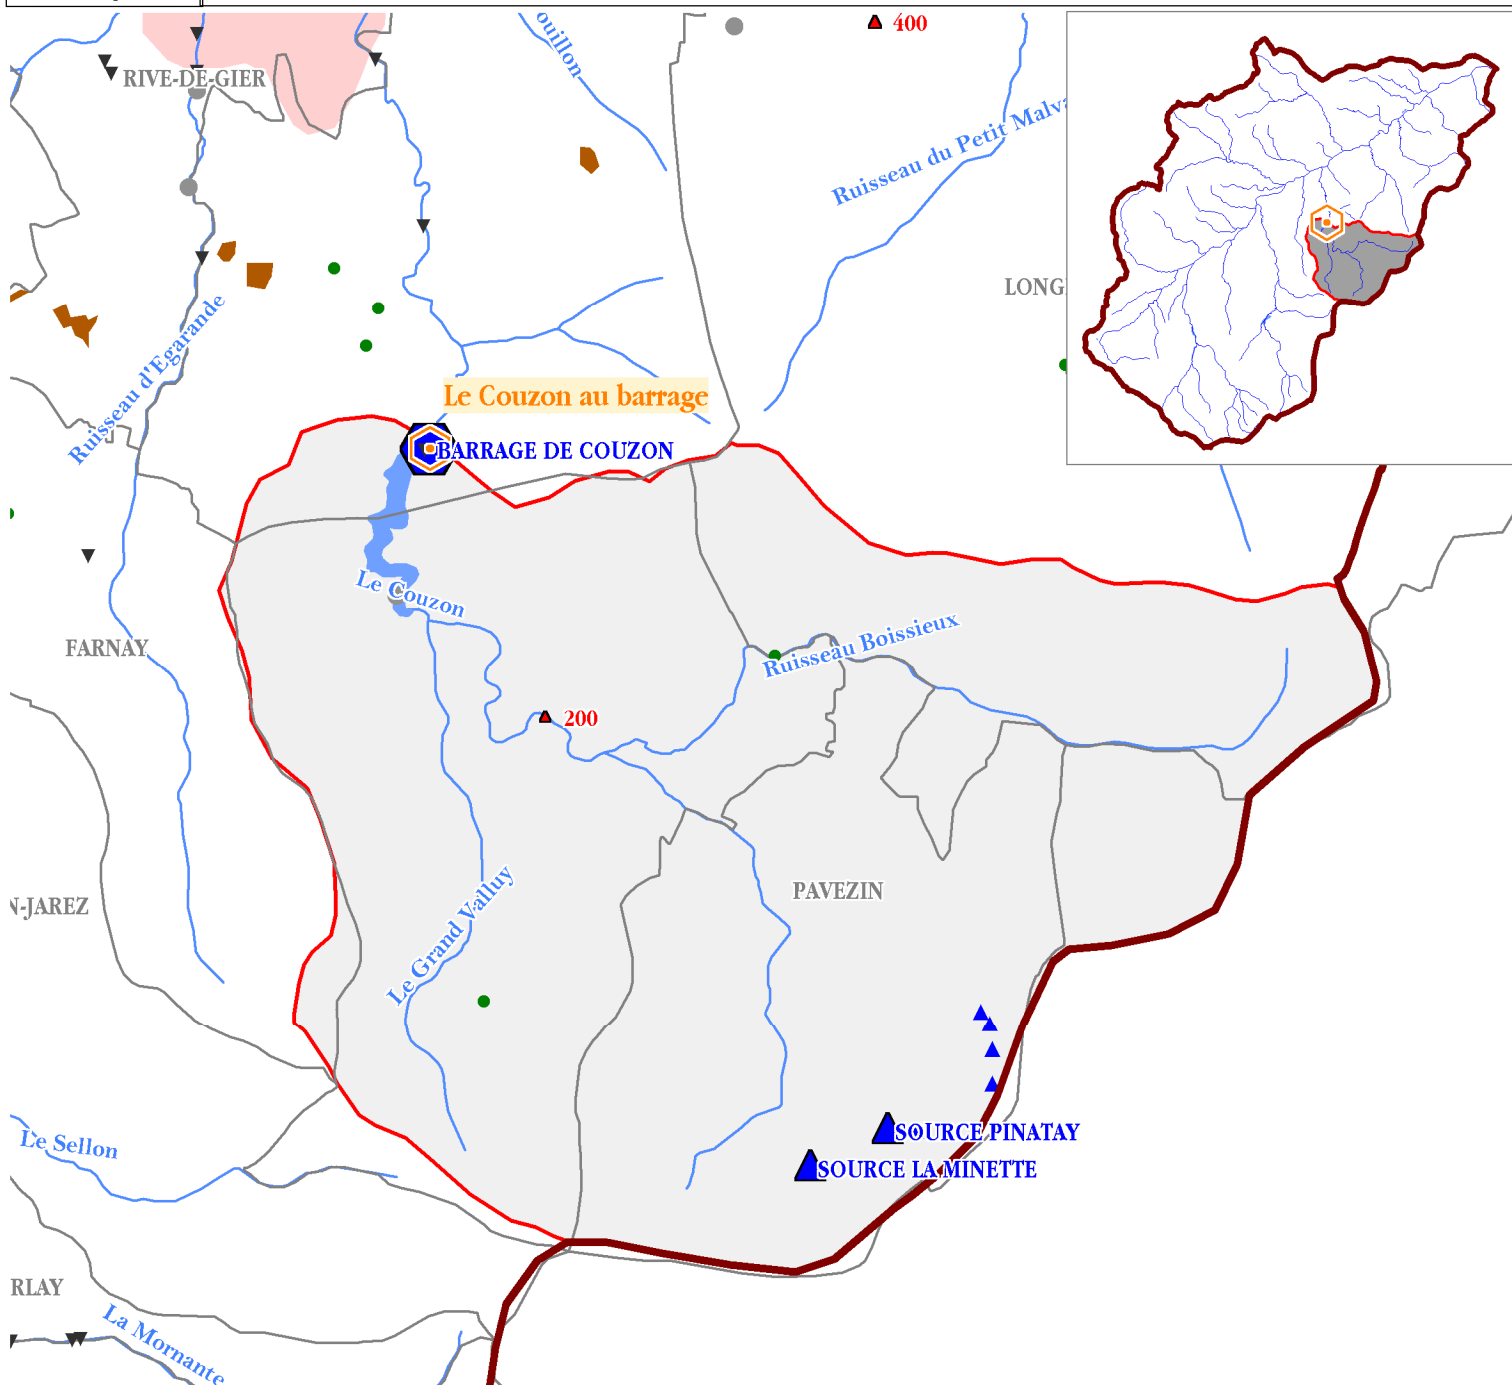 400
ouillon
RIVE-DE-GIER
Ruisseau du Petit Malva
LONG
Ruisseau d'Egarande
Le Couzon au barrage
BARRAGE DE COUZON
Le Couzon
Ruisseau Boissieux
FARNAY
200
Le Grand Valluy
PAVEZIN
N-JAREZ
SOURCE PINATAY
Le Sellon
SOURCE LA MINETTE
RLAY
La Mornante